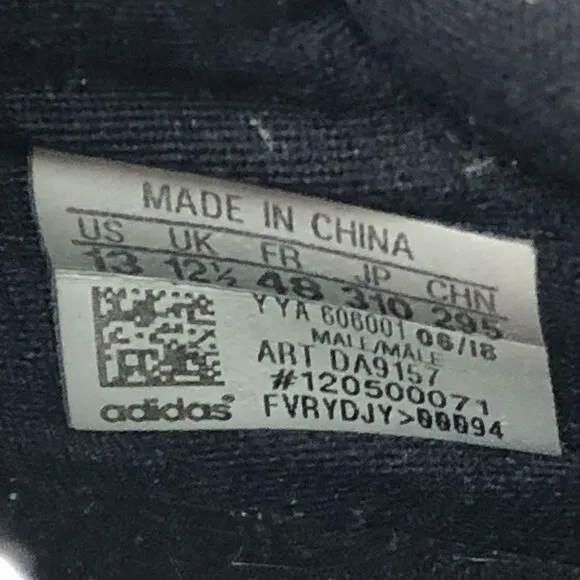 MADE IN CHINA
US UK FR JP CHN
13 12½ 48 310 295
YYA 606001 06/18
MALE/MALE
ART DA9157
#120500071
adidas® FVRYDJY>00094